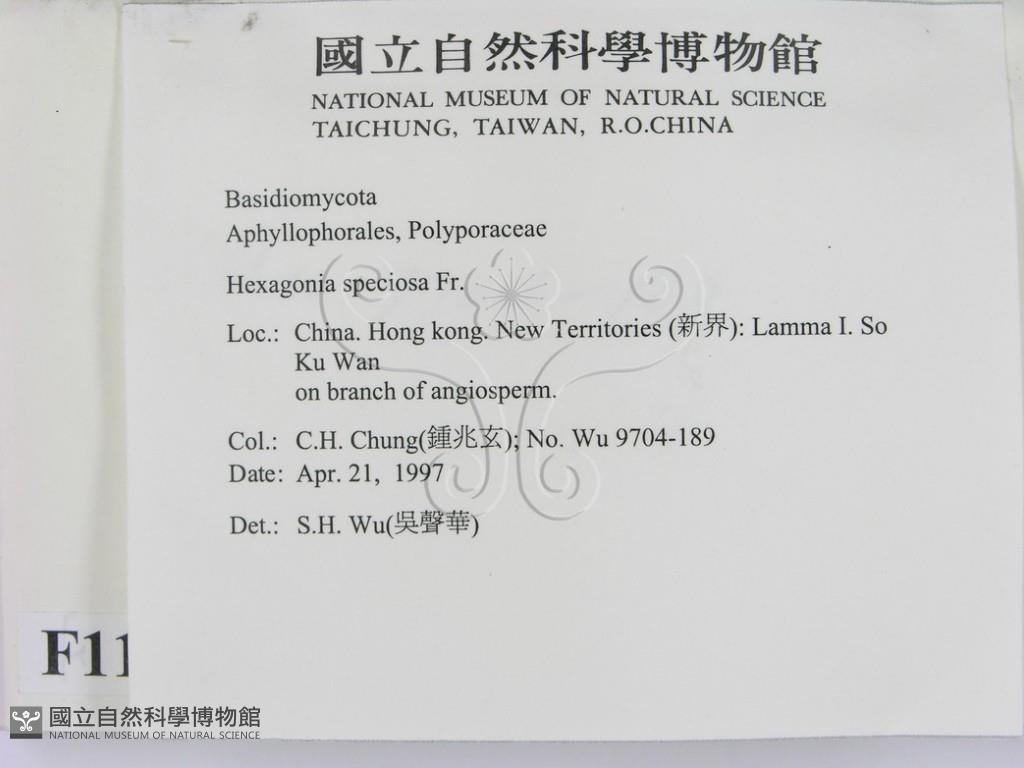 國立自然科學博物館
NATIONAL MUSEUM OF NATURAL SCIENCE
TAICHUNG, TAIWAN, R.O.CHINA
Basidiomycota
Aphyllophorales, Polyporaceae
Hexagonia speciosa Fr.
Loc.: China. Hong kong. New Territories (新界): Lamma I. So
Ku Wan
on branch of angiosperm.
Col.: C.H. Chung(鍾兆玄); No. Wu 9704-189
Date: Apr. 21, 1997
Det.: S.H. Wu(吳聲華)
F11
國立自然科學博物館
NATIONAL MUSEUM OF NATURAL SCIENCE